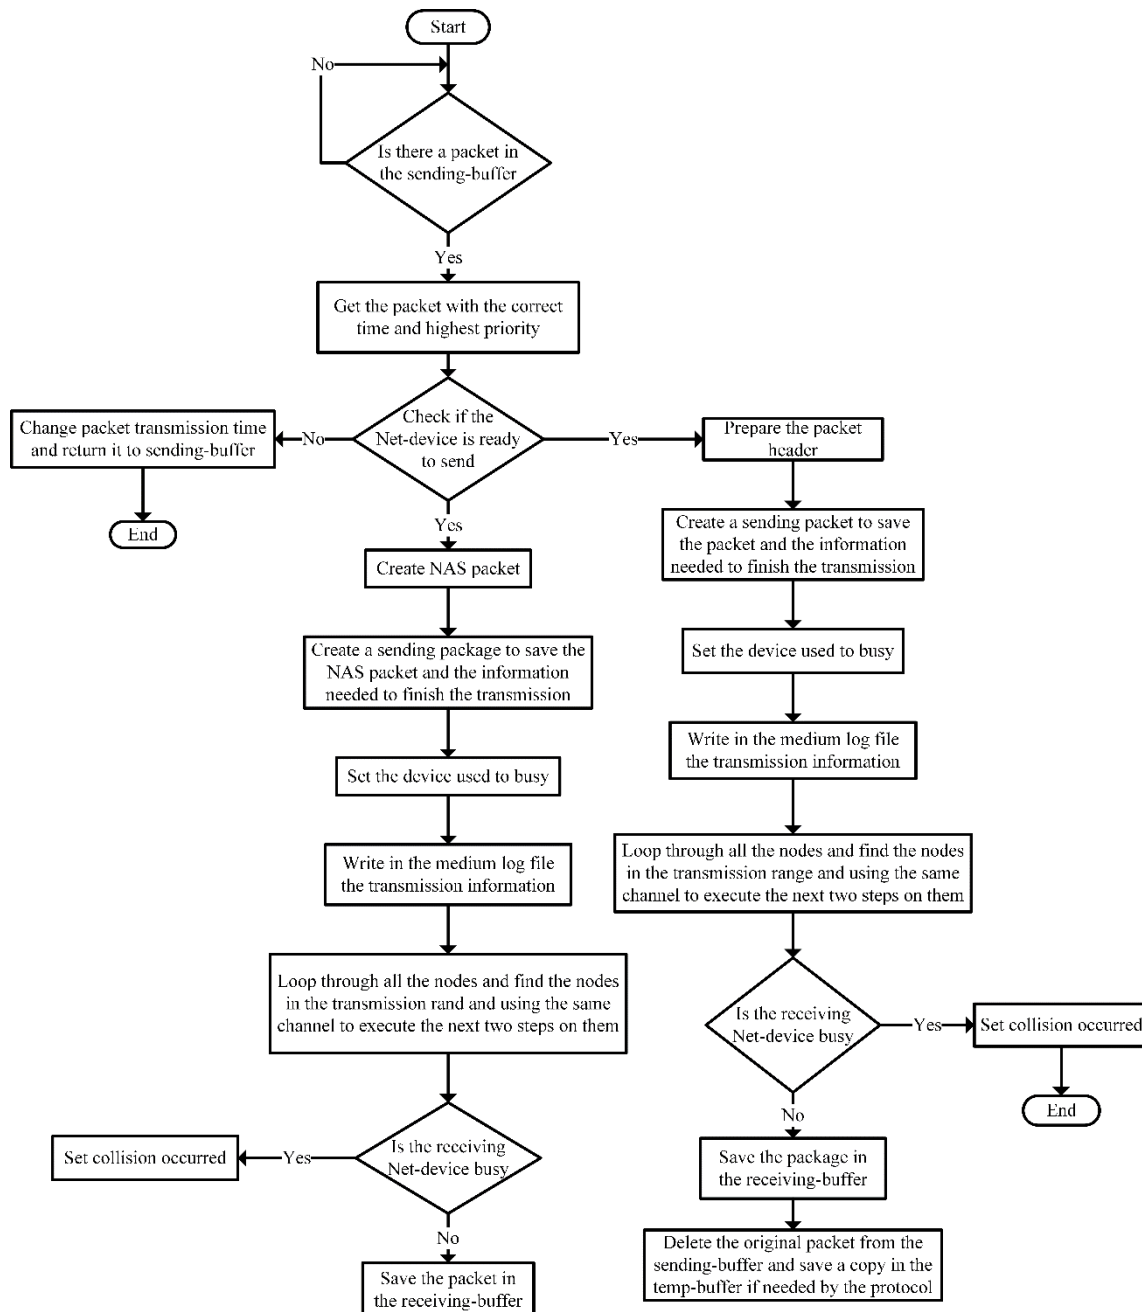 Start
No
Is there a packet in
the sending-buffer
Yes
Get the packet with the correct
time and highest priority
Check if the
Net-device is ready
to send
No
Change packet transmission time
and return it to sending-buffer
End
Yes
Prepare the packet
header
Create a sending packet to save
the packet and the information
needed to finish the transmission
Set the device used to busy
Write in the medium log file
the transmission information
Loop through all the nodes and find the nodes
in the transmission range and using the same
channel to execute the next two steps on them
Is the receiving
Net-device busy
Yes
Set collision occurred
End
No
Save the package in
the receiving-buffer
Delete the original packet from the
sending-buffer and save a copy in the
temp-buffer if needed by the protocol
Yes
Create NAS packet
Create a sending package to save the
NAS packet and the information
needed to finish the transmission
Set the device used to busy
Write in the medium log file
the transmission information
Loop through all the nodes and find the nodes
in the transmission rand and using the same
channel to execute the next two steps on them
Is the receiving
Net-device busy
Yes
Set collision occurred
No
Save the packet in
the receiving-buffer